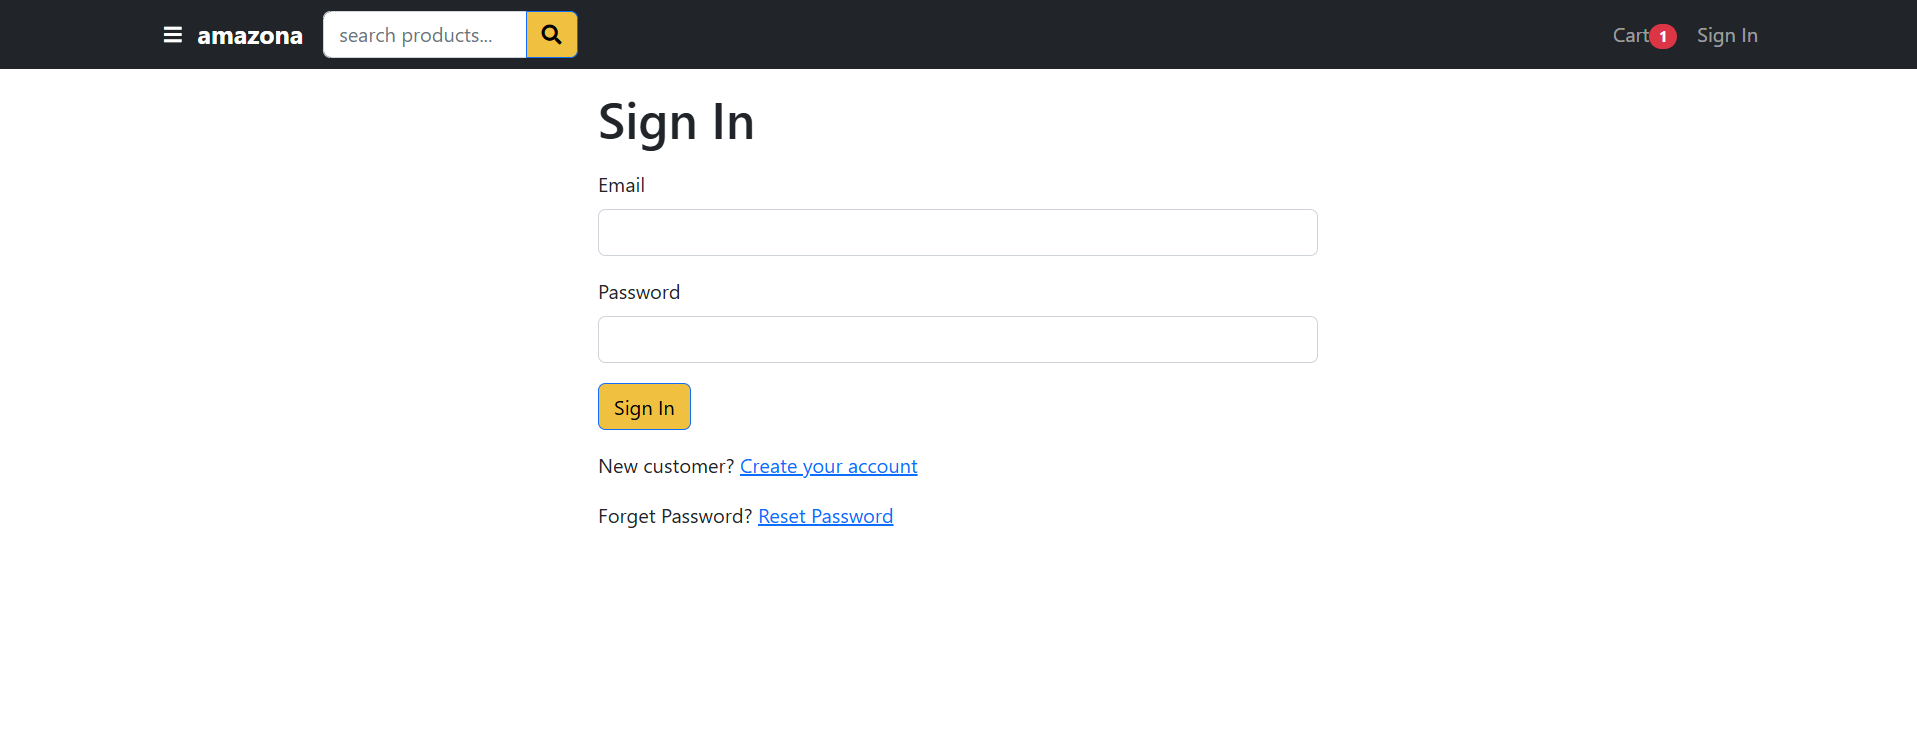 amazona search products... Cart 1 Sign In
Sign In
Email
Password
Sign In
New customer? Create your account
Forget Password? Reset Password